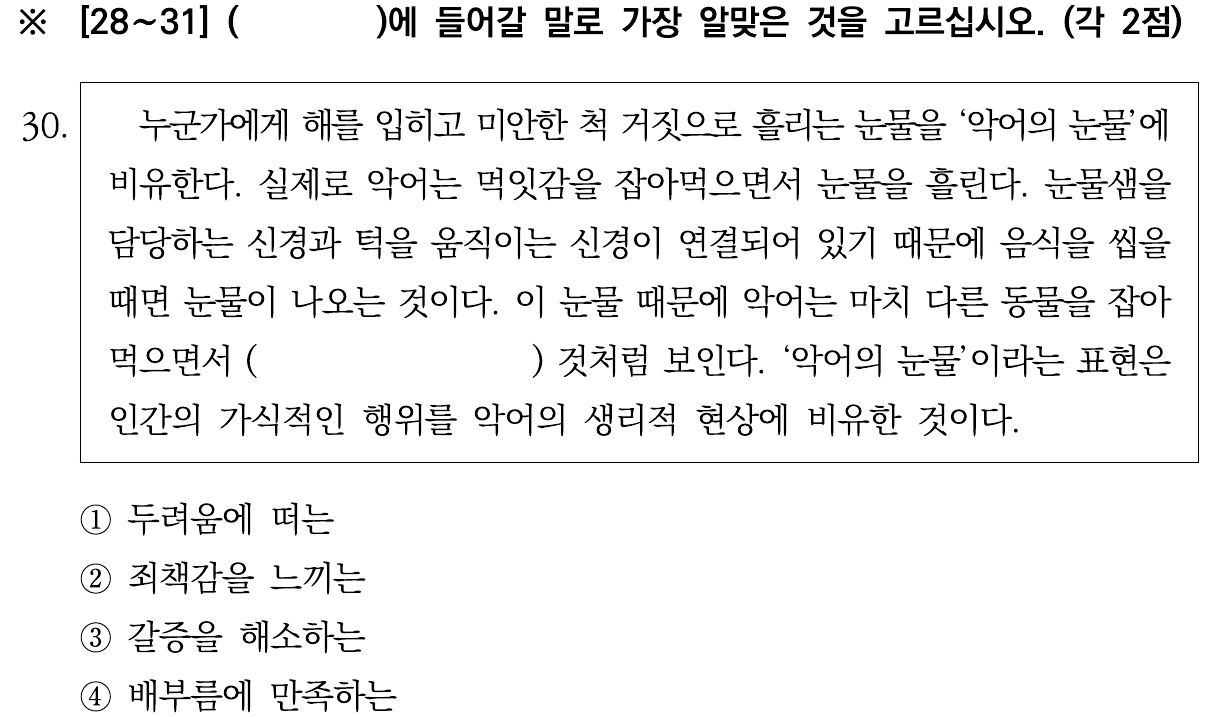 ※ [28～31] (          )에 들어갈 말로 가장 알맞은 것을 고르십시오. (각 2점)
30. 누군가에게 해를 입히고 미안한 척 거짓으로 흘리는 눈물을 ‘악어의 눈물’에
비유한다. 실제로 악어는 먹잇감을 잡아먹으면서 눈물을 흘린다. 눈물샘을
담당하는 신경과 턱을 움직이는 신경이 연결되어 있기 때문에 음식을 씹을
때면 눈물이 나오는 것이다. 이 눈물 때문에 악어는 마치 다른 동물을 잡아
먹으면서 (                    ) 것처럼 보인다. ‘악어의 눈물’이라는 표현은
인간의 가식적인 행위를 악어의 생리적 현상에 비유한 것이다.
① 두려움에 떠는
② 죄책감을 느끼는
③ 갈증을 해소하는
④ 배부름에 만족하는